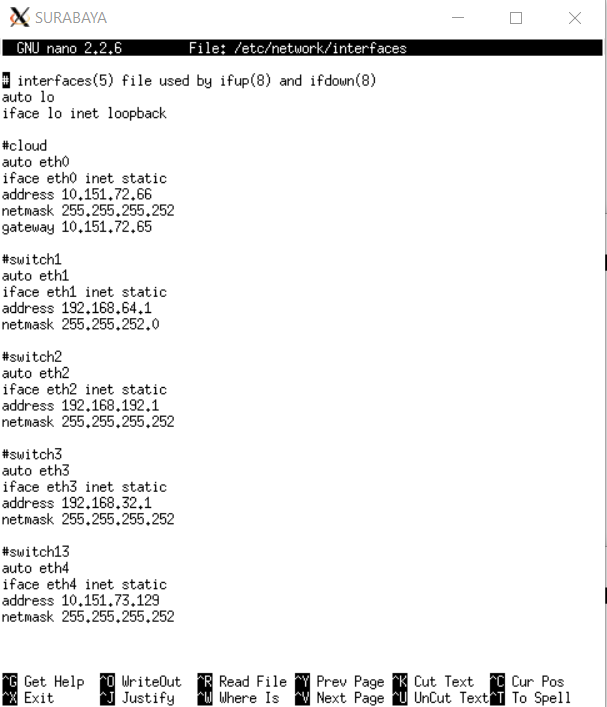 SURABAYA
GNU nano 2.2.6 File: /etc/network/interfaces
# interfaces(5) file used by ifup(8) and ifdown(8)
auto lo
iface lo inet loopback
#cloud
auto eth0
iface eth0 inet static
address 10.151.72.66
netmask 255.255.255.252
gateway 10.151.72.65
#switch1
auto eth1
iface eth1 inet static
address 192.168.64.1
netmask 255.255.252.0
#switch2
auto eth2
iface eth2 inet static
address 192.168.192.1
netmask 255.255.255.252
#switch3
auto eth3
iface eth3 inet static
address 192.168.32.1
netmask 255.255.255.252
#switch13
auto eth4
iface eth4 inet static
address 10.151.73.129
netmask 255.255.255.252
^G Get Help ^O WriteOut ^R Read File ^Y Prev Page ^K Cut Text ^C Cur Pos
^X Exit ^J Justify ^W Where Is ^V Next Page ^U UnCut Text ^T To Spell